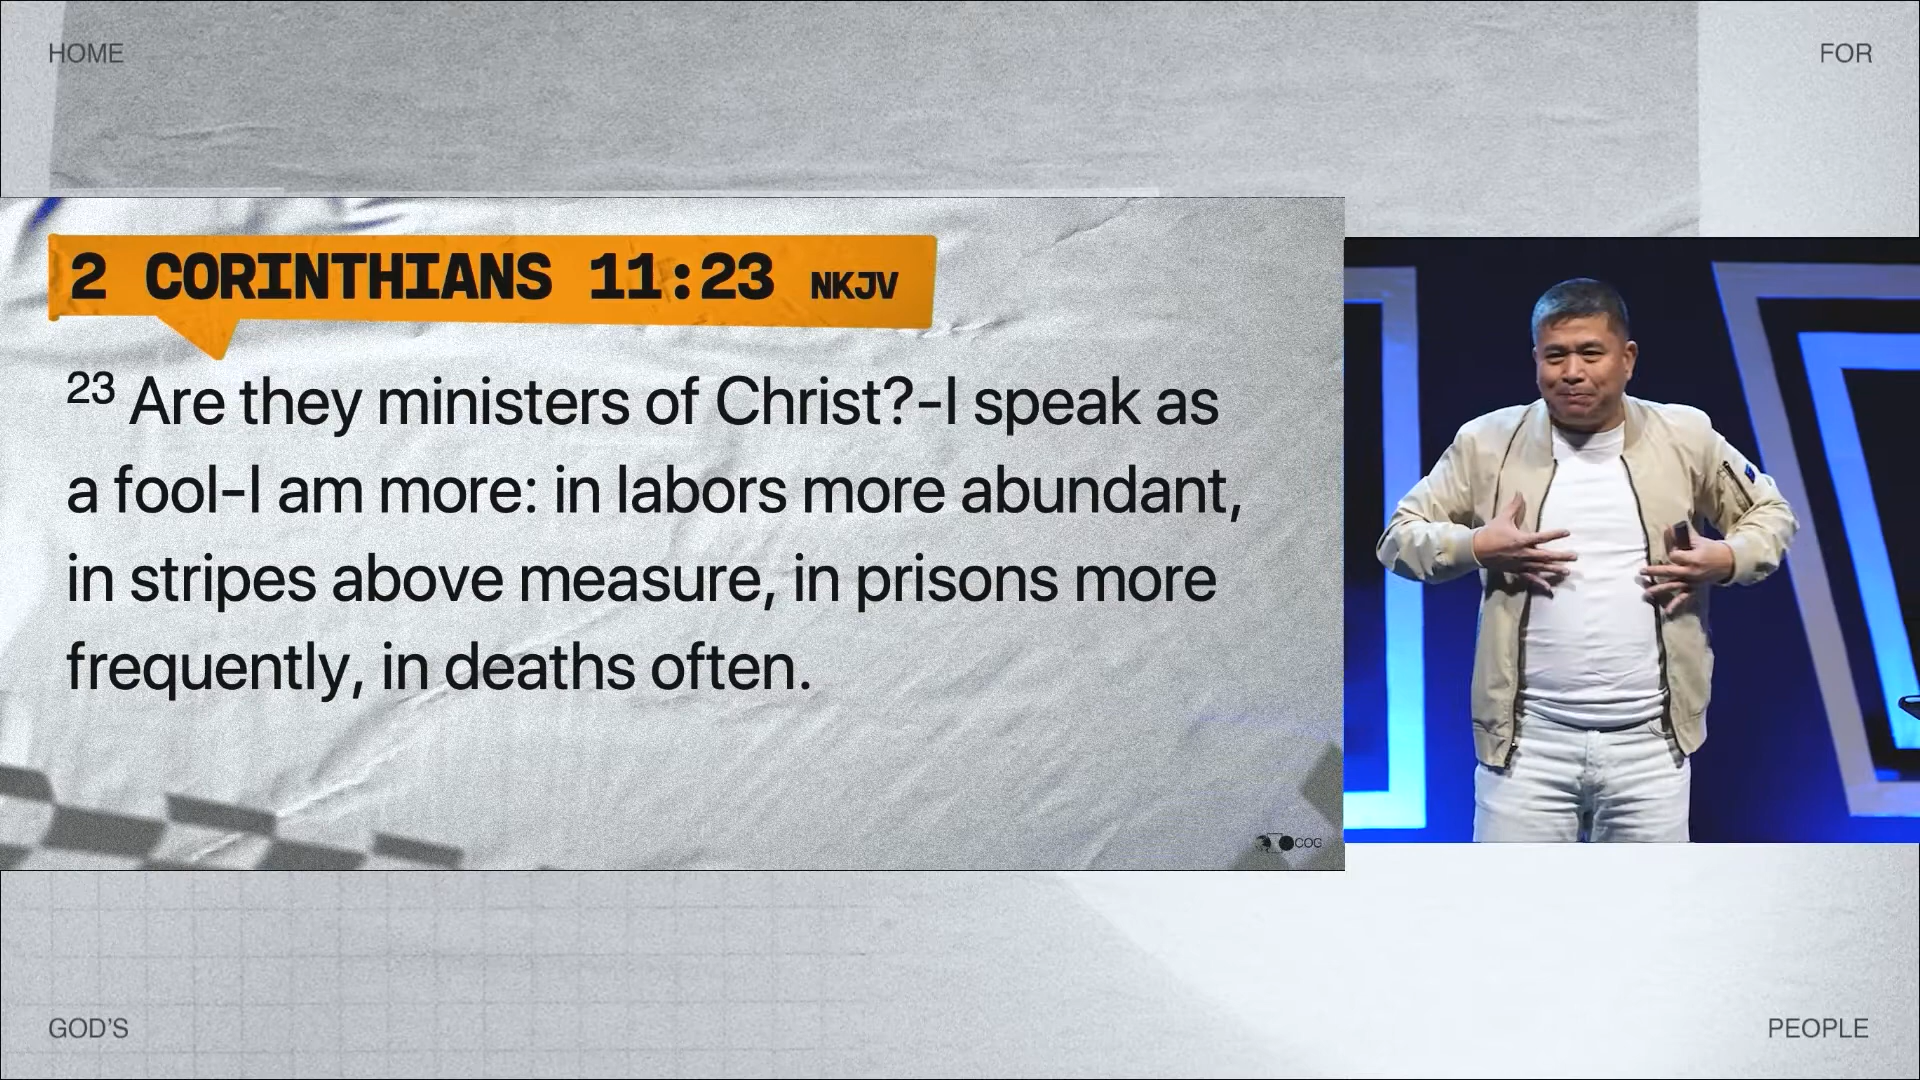 HOME
FOR
2 CORINTHIANS 11:23 NKJV
23 Are they ministers of Christ?-I speak as
a fool-I am more: in labors more abundant,
in stripes above measure, in prisons more
frequently, in deaths often.
COG
GOD'S
PEOPLE